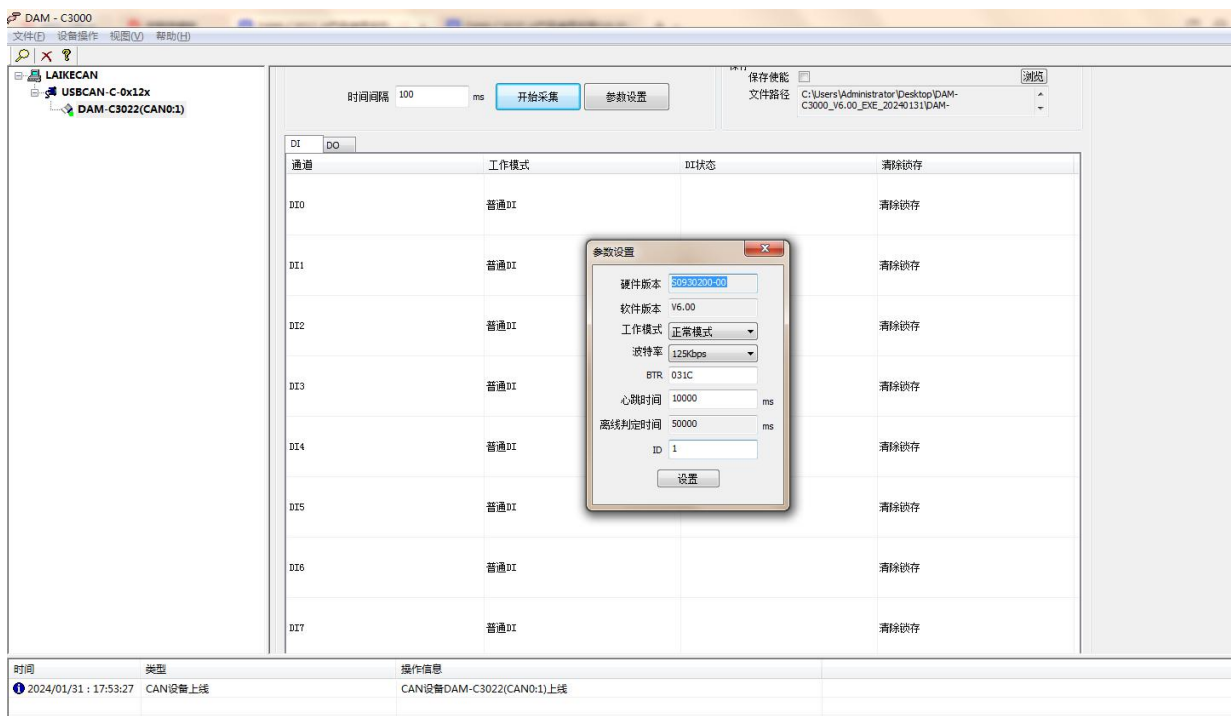 DAM - C3000
文件(F) 设备操作 视图(V) 帮助(H)
LAIKECAN
USBCAN-C-0x12x
DAM-C3022(CAN0:1)
时间间隔 100 ms 开始采集 参数设置
保存使能 浏览
文件路径 C:\Users\Administrator\Desktop\DAM-
C3000_V6.00_EXE_20240131\DAM-
DI DO
通道 工作模式 DI状态 清除锁存
DI0 普通DI 清除锁存
DI1 普通DI 清除锁存
DI2 普通DI 清除锁存
DI3 普通DI 清除锁存
DI4 普通DI 清除锁存
DI5 普通DI 清除锁存
DI6 普通DI 清除锁存
DI7 普通DI 清除锁存
参数设置
硬件版本 S0930200-00
软件版本 V6.00
工作模式 正常模式
波特率 125Kbps
BTR 031C
心跳时间 10000 ms
离线判定时间 50000 ms
ID 1
设置
时间 类型 操作信息
2024/01/31 : 17:53:27 CAN设备上线 CAN设备DAM-C3022(CAN0:1)上线